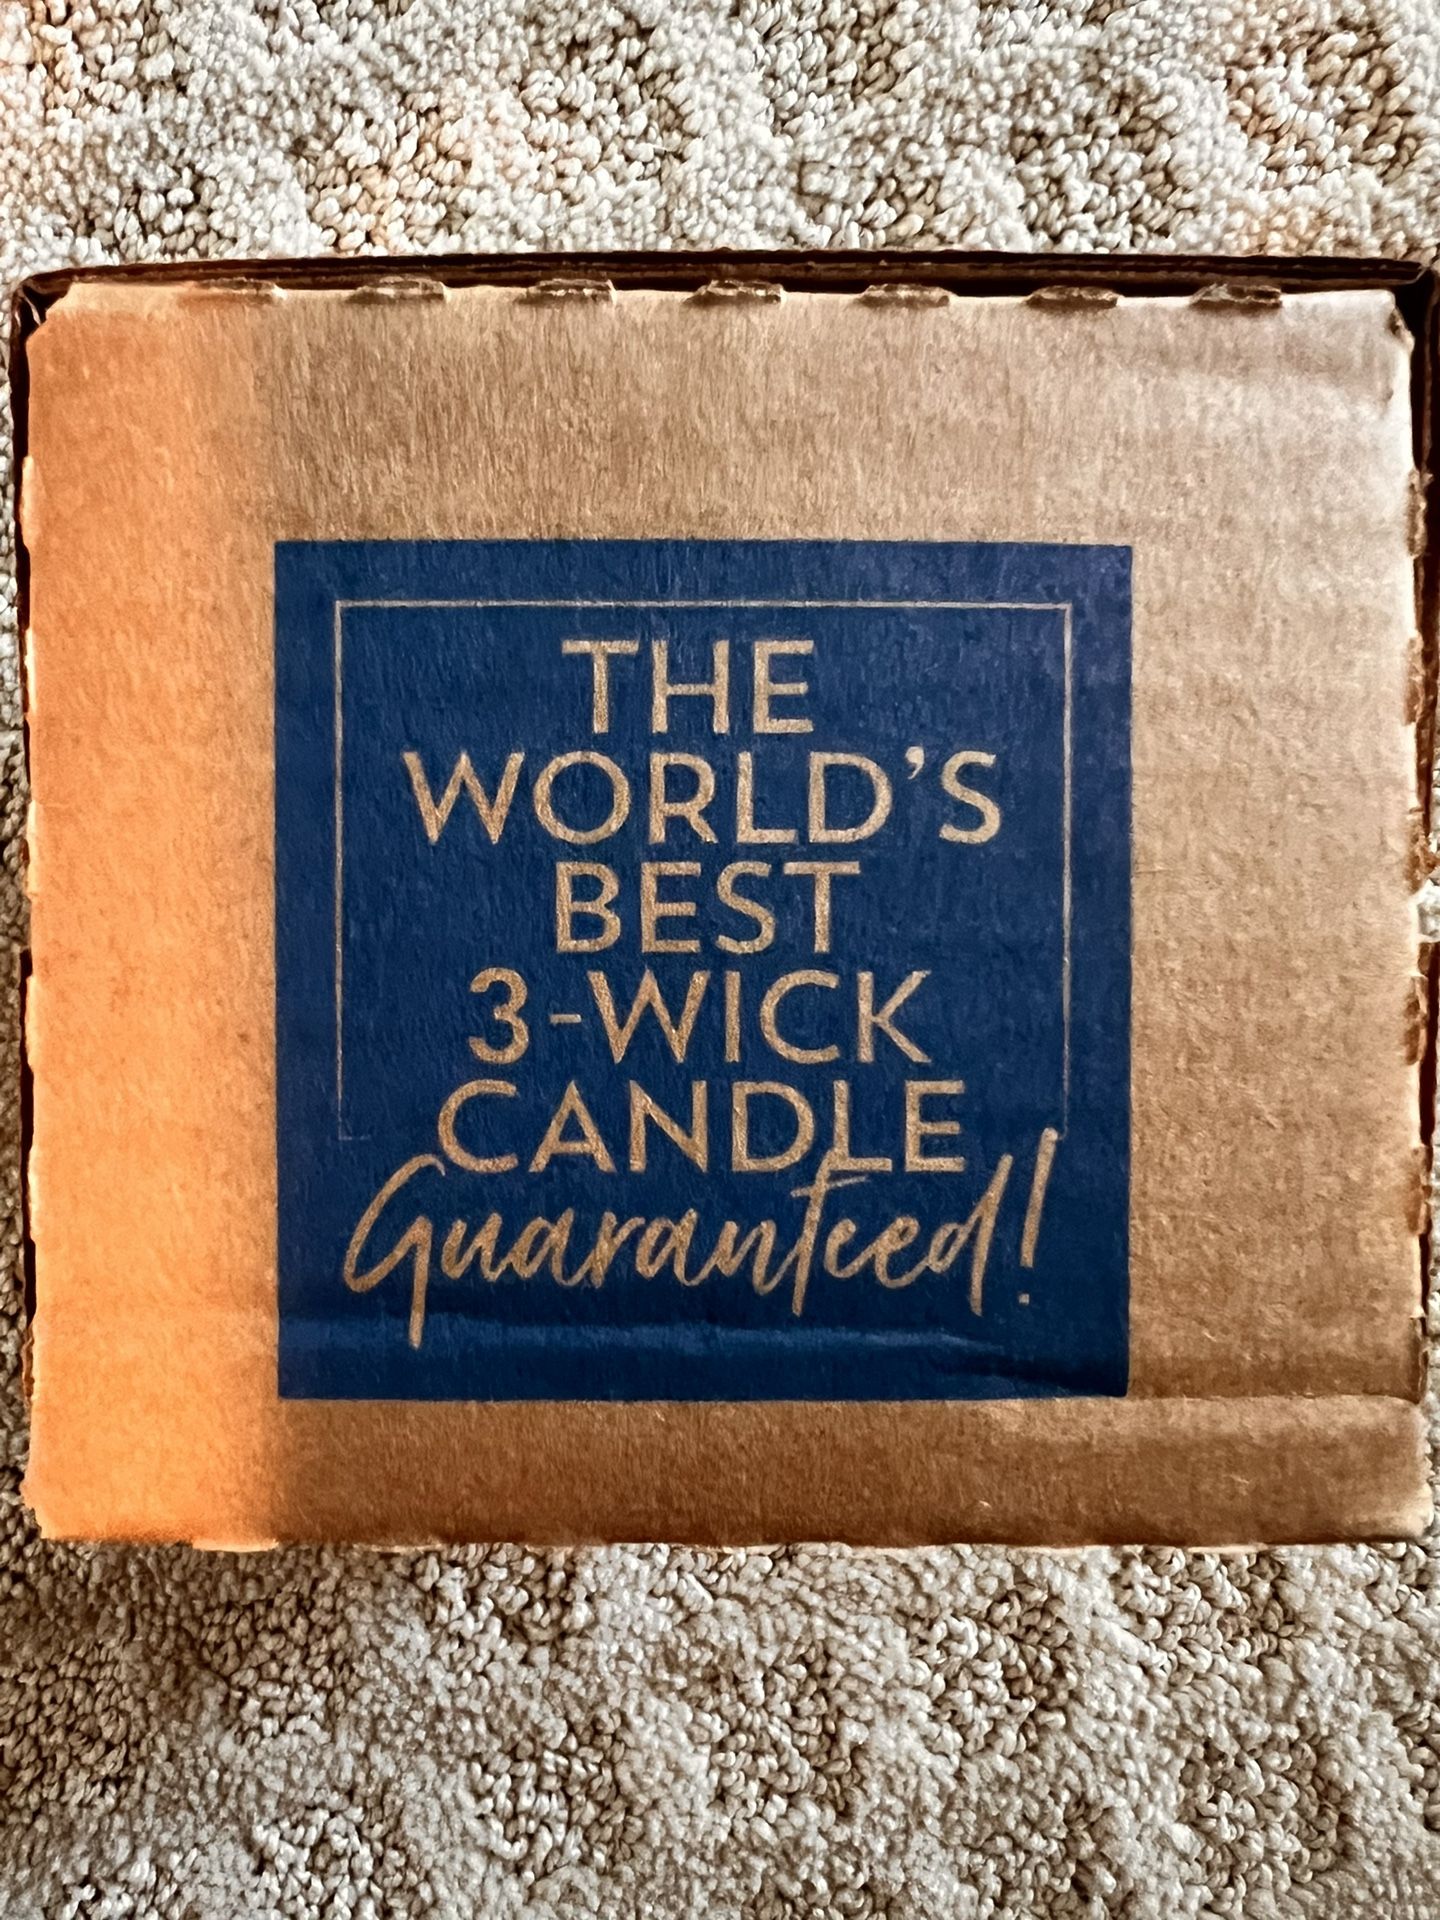 THE
WORLD'S
BEST
3-WICK
CANDLE
Guaranteed!